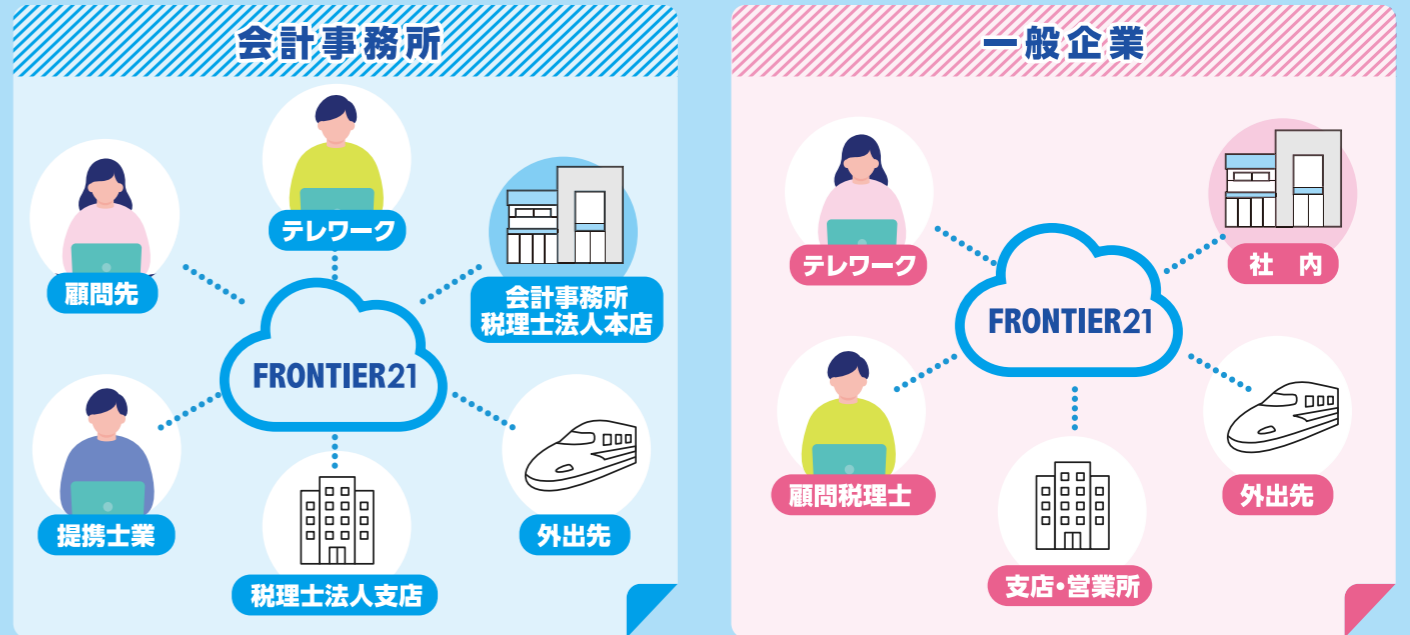 会計事務所
テレワーク
顧問先
会計事務所
税理士法人本店
FRONTIER21
提携士業
外出先
税理士法人支店
一般企業
テレワーク
社 内
FRONTIER21
顧問税理士
外出先
支店・営業所